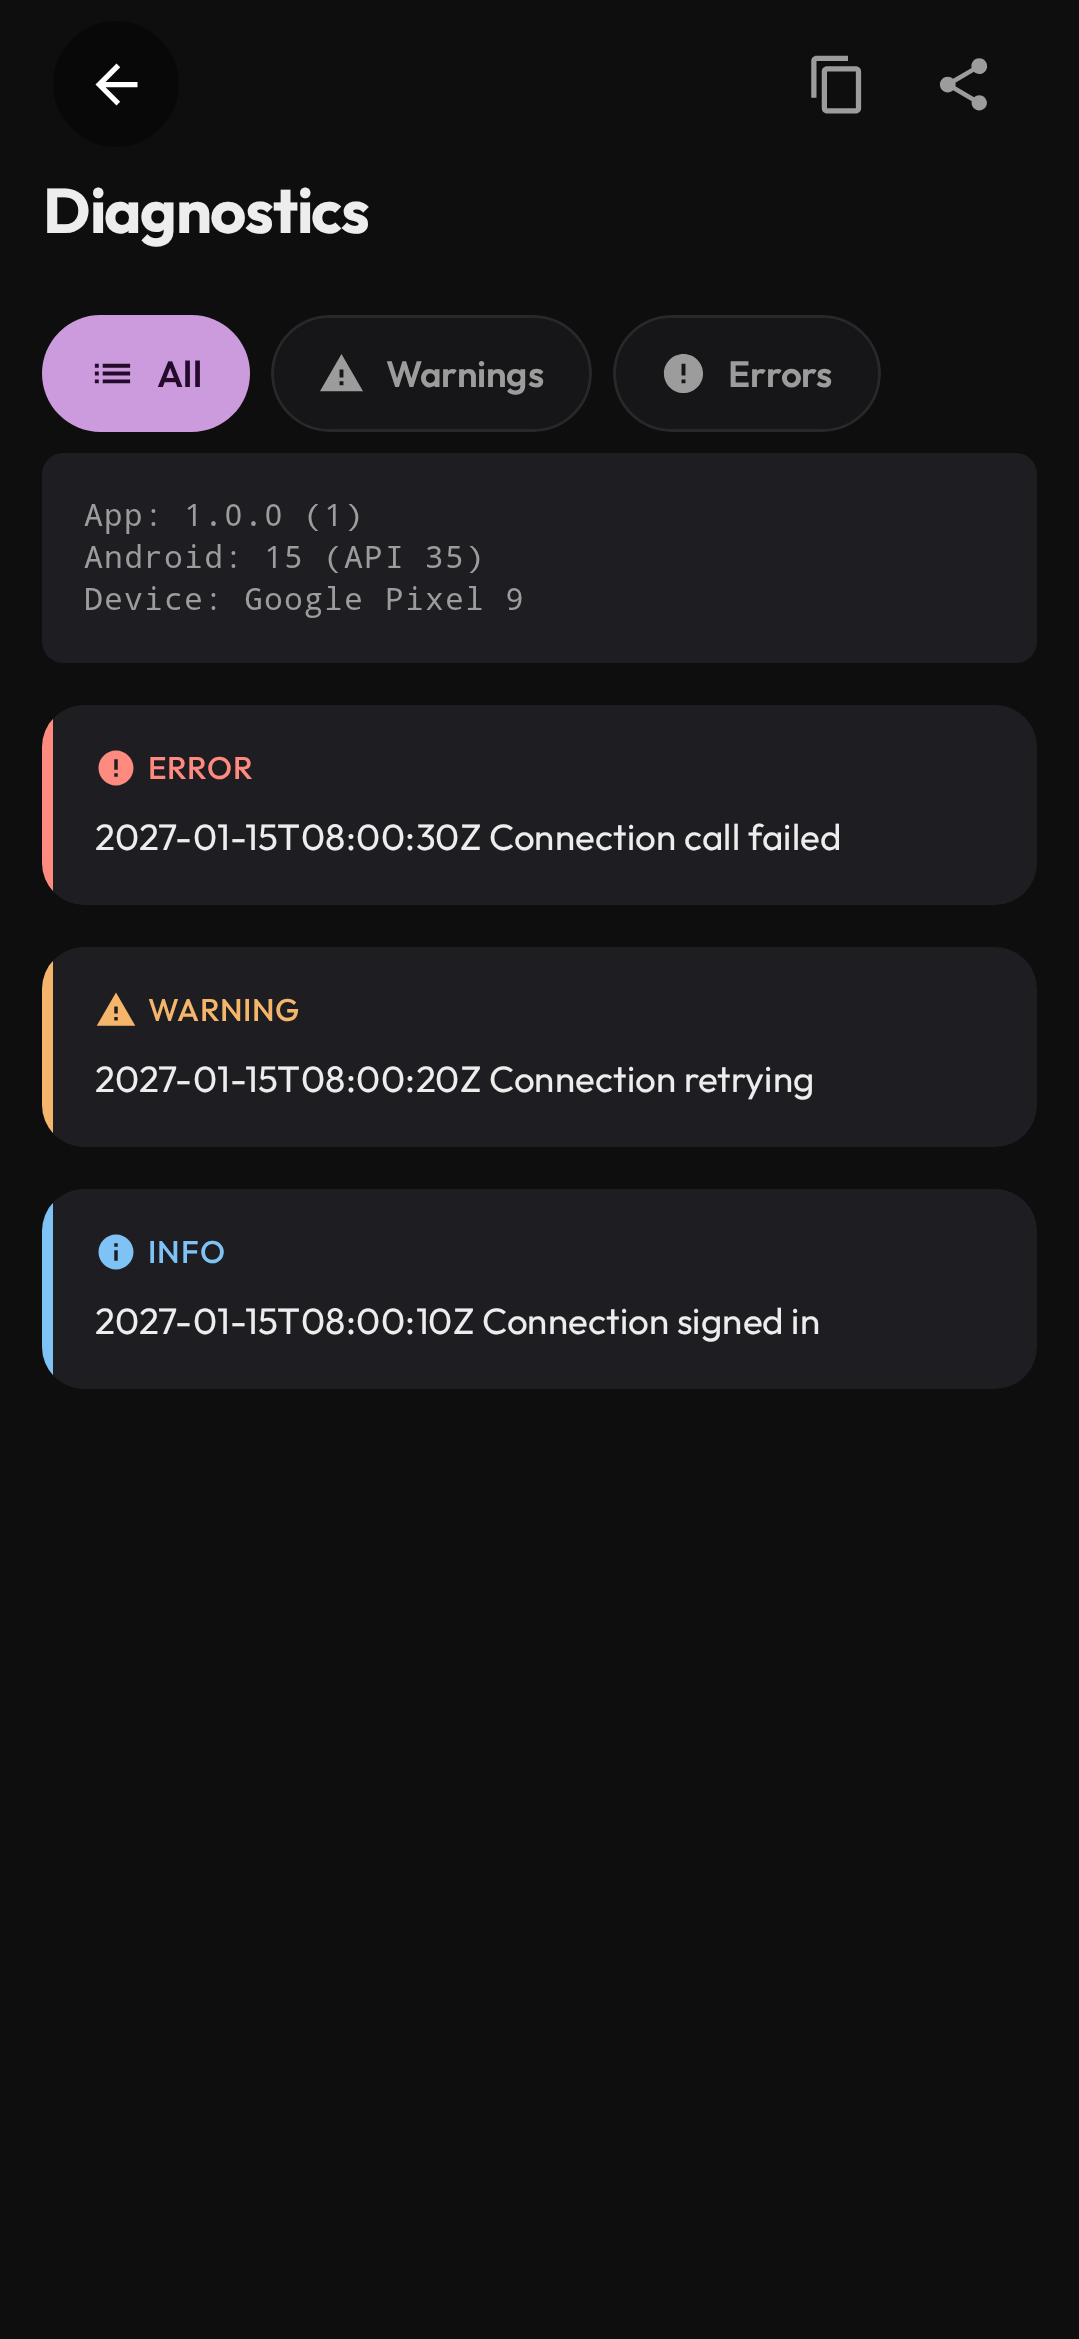 Diagnostics
All
Warnings
Errors
App: 1.0.0 (1)
Android: 15 (API 35)
Device: Google Pixel 9
ERROR
2027-01-15T08:00:30Z Connection call failed
WARNING
2027-01-15T08:00:20Z Connection retrying
INFO
2027-01-15T08:00:10Z Connection signed in